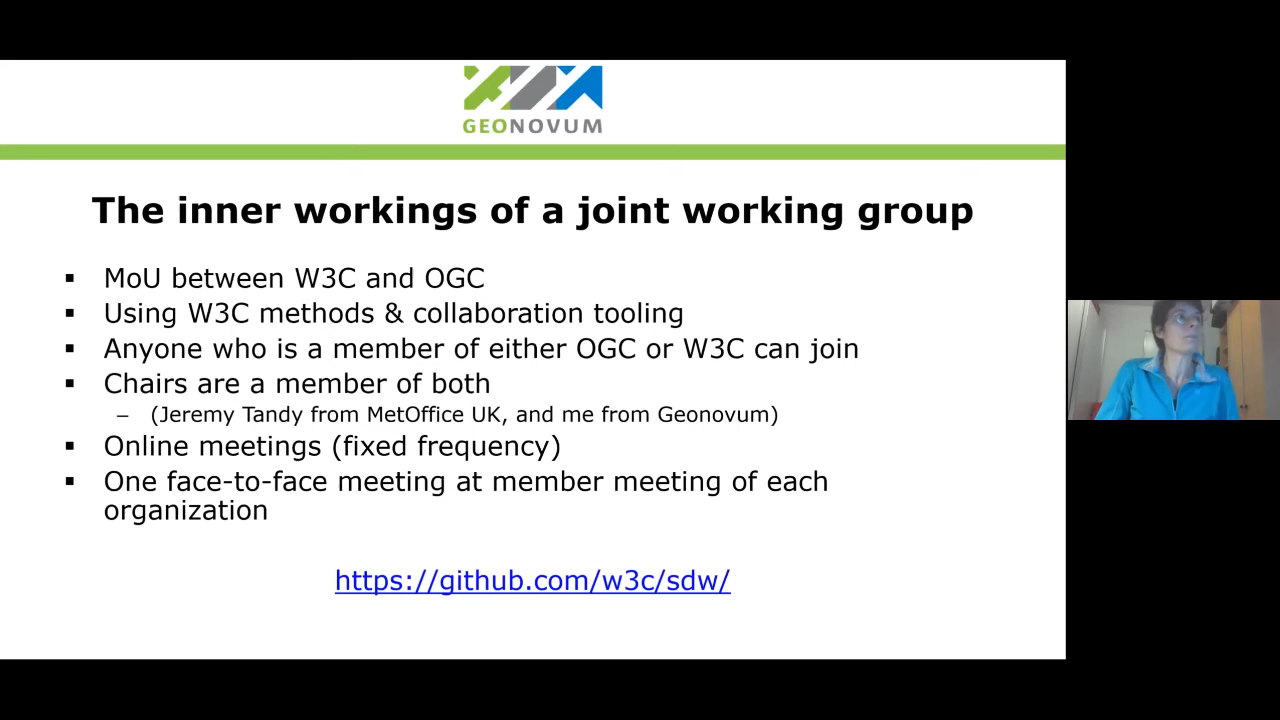 GEONOVUM
The inner workings of a joint working group
▪ MoU between W3C and OGC
▪ Using W3C methods & collaboration tooling
▪ Anyone who is a member of either OGC or W3C can join
▪ Chairs are a member of both
– (Jeremy Tandy from MetOffice UK, and me from Geonovum)
▪ Online meetings (fixed frequency)
▪ One face-to-face meeting at member meeting of each
organization
https://github.com/w3c/sdw/